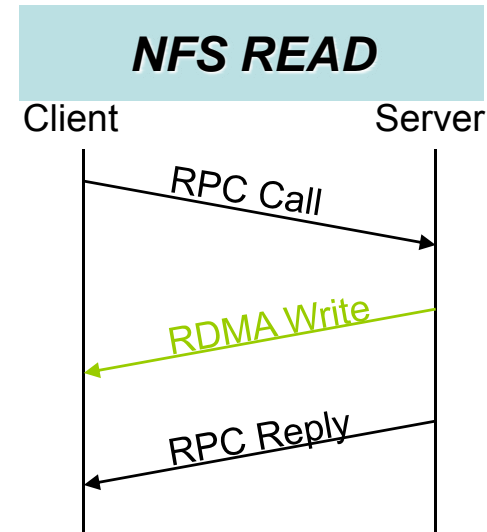 NFS READ
Client Server
RPC Call
RDMA Write
RPC Reply